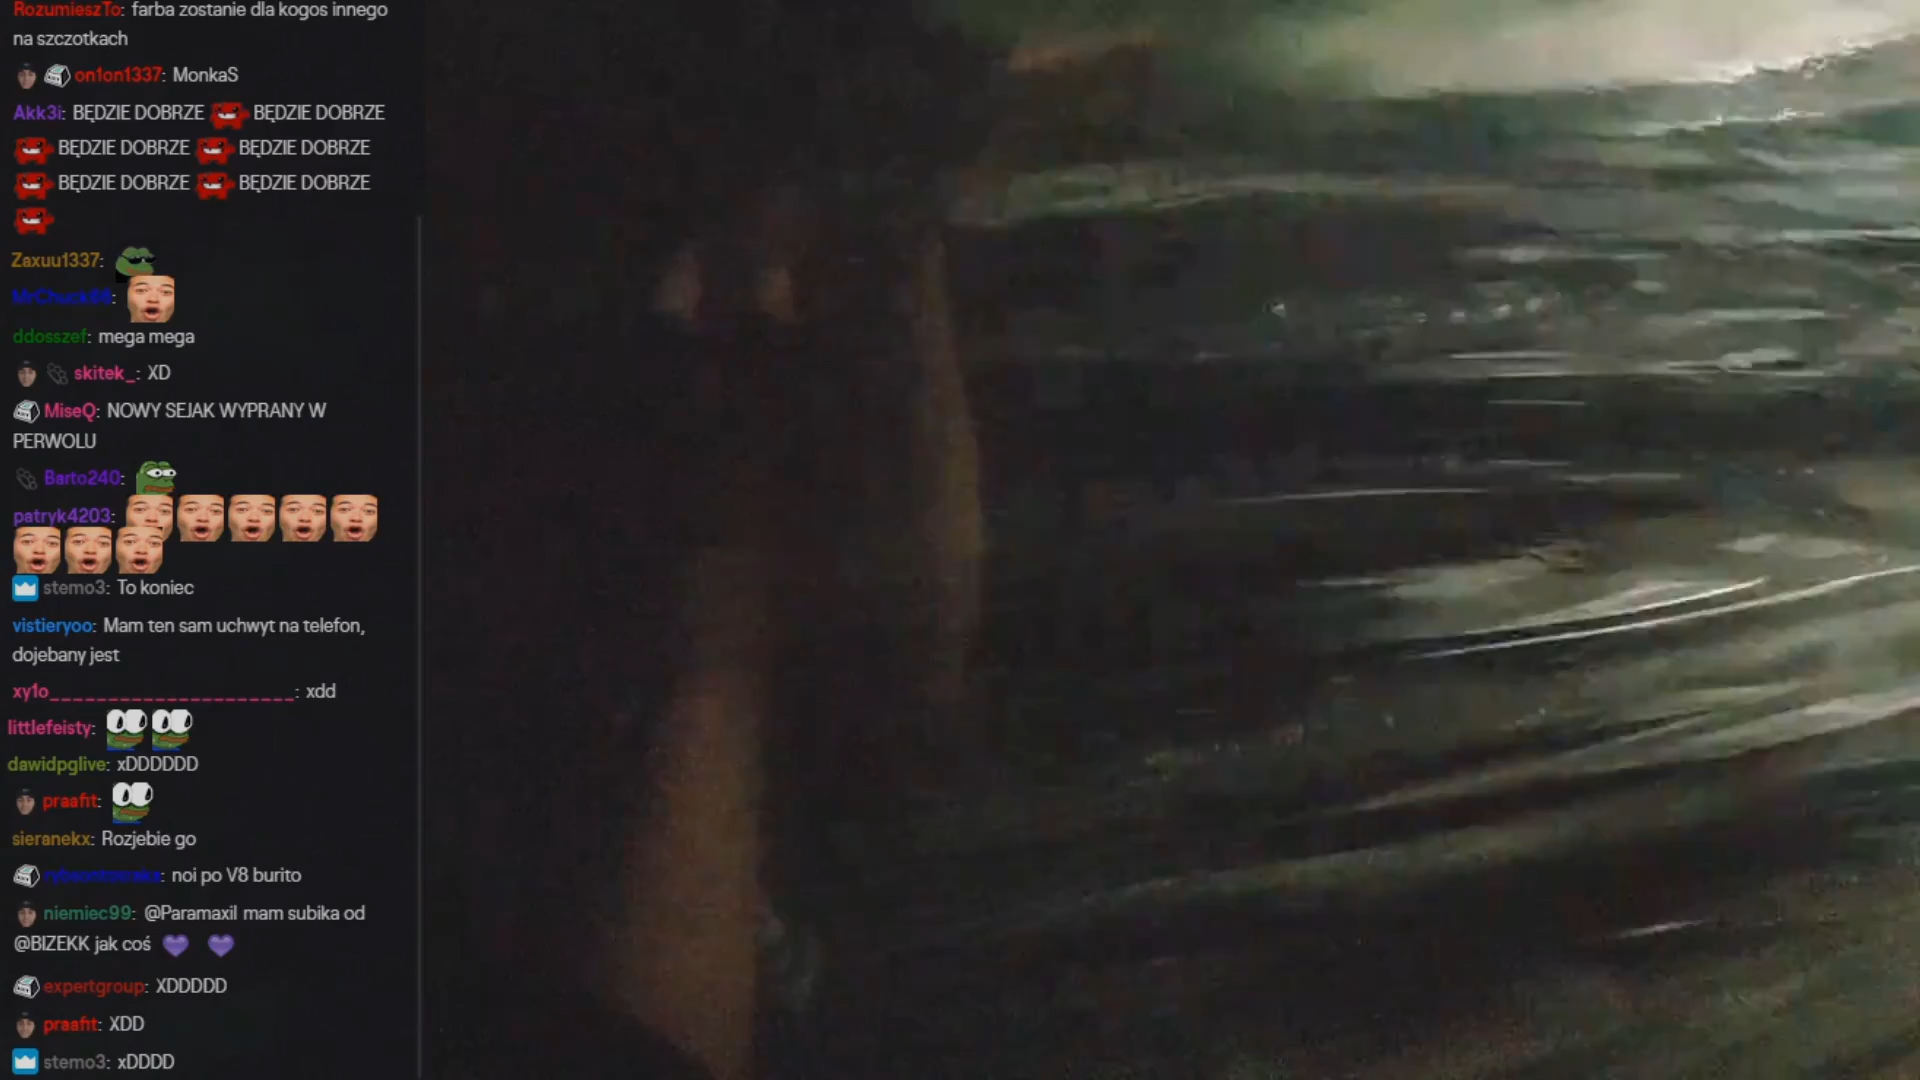 RozumieszTo: farba zostanie dla kogos innego
na szczotkach
on1on1337: MonkaS
Akk3i: BĘDZIE DOBRZE BĘDZIE DOBRZE
BĘDZIE DOBRZE BĘDZIE DOBRZE
BĘDZIE DOBRZE BĘDZIE DOBRZE
Zaxuu1337:
MrChuck66:
ddosszef: mega mega
skitek_: XD
MiseQ: NOWY SEJAK WYPRANY W
PERWOLU
Barto240:
patryk4203:
stemo3: To koniec
vistieryoo: Mam ten sam uchwyt na telefon,
dojebany jest
xy1o_____________________: xdd
littlefeisty:
dawidpglive: xDDDDDD
praafit:
sieranekx: Rozjebie go
: noi po V8 burito
niemiec99: @Paramaxil mam subika od
@BIZEKK jak coś
expertgroup: XDDDDD
praafit: XDD
stemo3: xDDDD